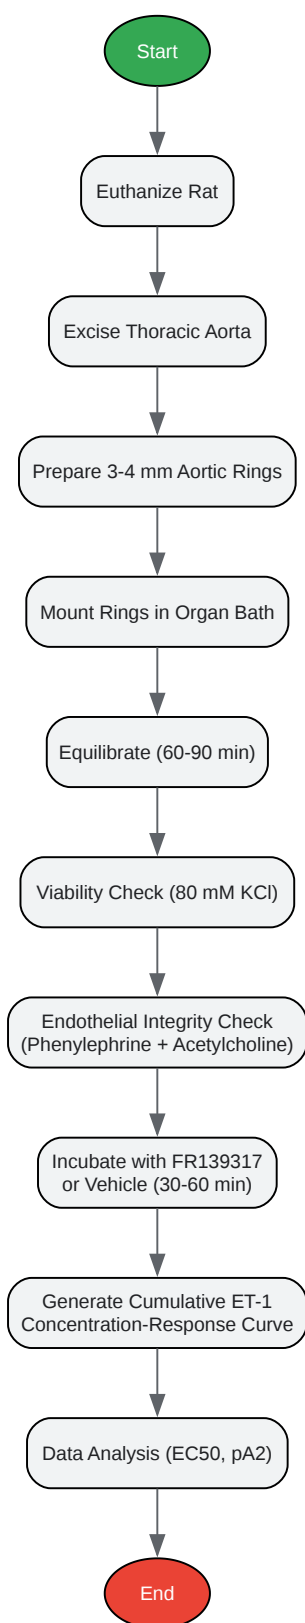 Start
Euthanize Rat
Excise Thoracic Aorta
Prepare 3-4 mm Aortic Rings
Mount Rings in Organ Bath
Equilibrate (60-90 min)
Viability Check (80 mM KCl)
Endothelial Integrity Check
(Phenylephrine + Acetylcholine)
Incubate with FR139317
or Vehicle (30-60 min)
Generate Cumulative ET-1
Concentration-Response Curve
Data Analysis (EC50, pA2)
End